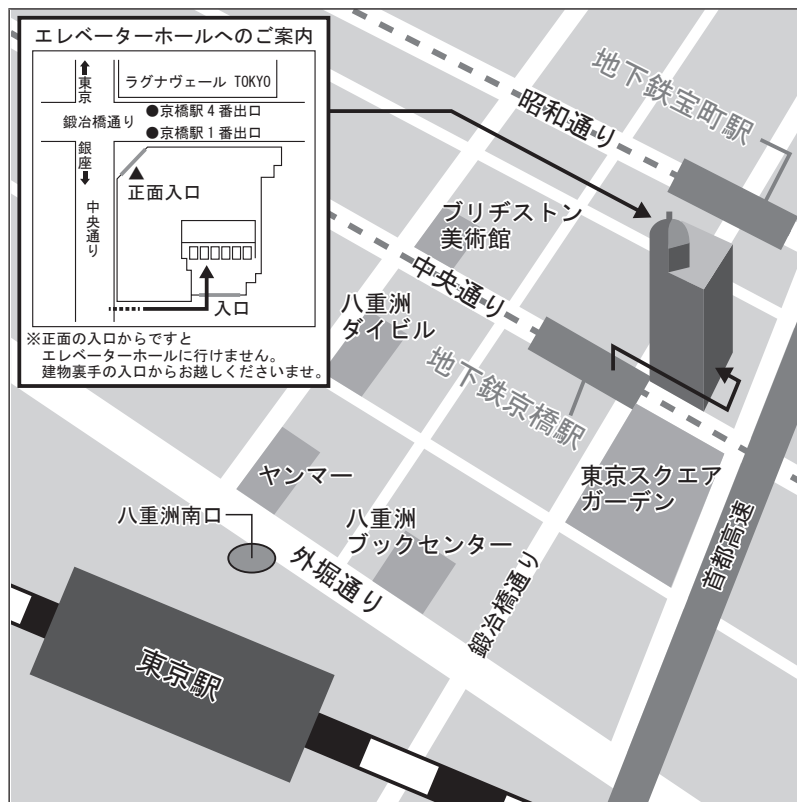 エレベーターホールへのご案内
東京
ラグナヴェール TOKYO
鍛冶橋通り
●京橋駅4番出口
●京橋駅1番出口
銀座
正面入口
中央通り
入口
※正面の入口からですと
エレベーターホールに行けません。
建物裏手の入口からお越しくださいませ。
地下鉄宝町駅
昭和通り
ブリヂストン
美術館
中央通り
八重洲
ダイビル
地下鉄京橋駅
ヤンマー
東京スクエア
ガーデン
八重洲南口
八重洲
ブックセンター
外堀通り
鍛冶橋通り
首都高速
東京駅